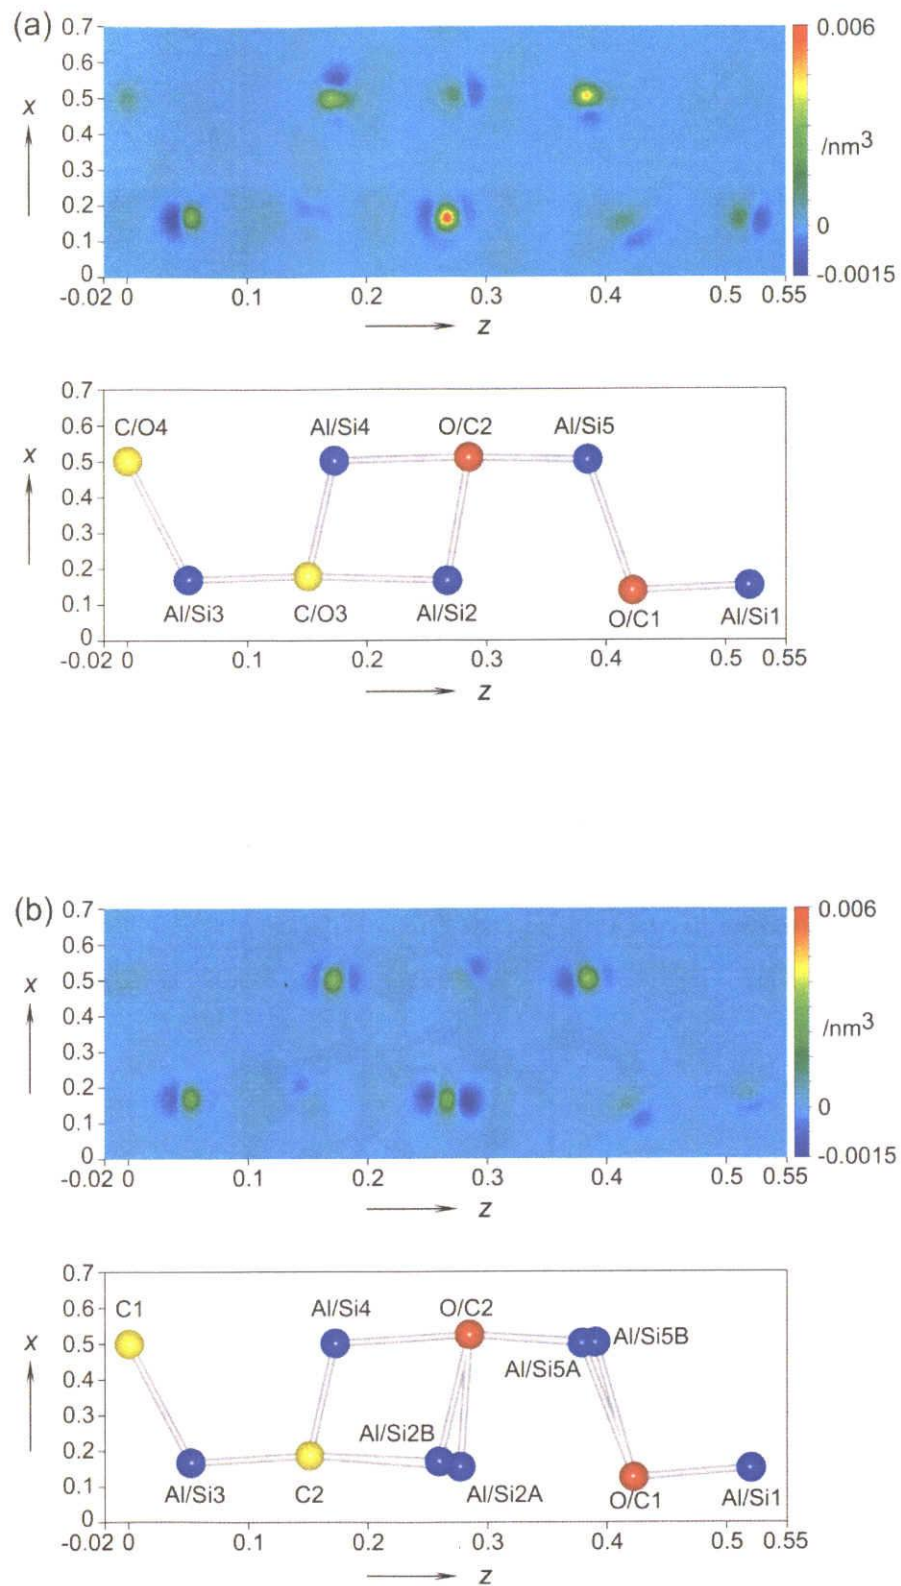 (a)
0.7
0.6
0.5
0.4
0.3
0.2
0.1
0
x
-0.02 0 0.1 0.2 0.3 0.4 0.5 0.55
z
0.006
/nm3
0
-0.0015
0.7
0.6
0.5
0.4
0.3
0.2
0.1
0
x
C/O4 Al/Si4 O/C2 Al/Si5
Al/Si3 C/O3 Al/Si2 O/C1 Al/Si1
-0.02 0 0.1 0.2 0.3 0.4 0.5 0.55
z
(b)
0.7
0.6
0.5
0.4
0.3
0.2
0.1
0
x
-0.02 0 0.1 0.2 0.3 0.4 0.5 0.55
z
0.006
/nm3
0
-0.0015
0.7
0.6
0.5
0.4
0.3
0.2
0.1
0
x
C1 Al/Si4 O/C2 Al/Si5B
Al/Si5A
Al/Si2B
Al/Si3 C2 Al/Si2A O/C1 Al/Si1
-0.02 0 0.1 0.2 0.3 0.4 0.5 0.55
z